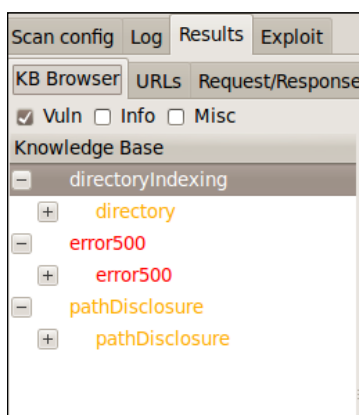 Scan config Log Results Exploit
KB Browser URLs Request/Response
Vuln Info Misc
Knowledge Base
directoryIndexing
directory
error500
error500
pathDisclosure
pathDisclosure